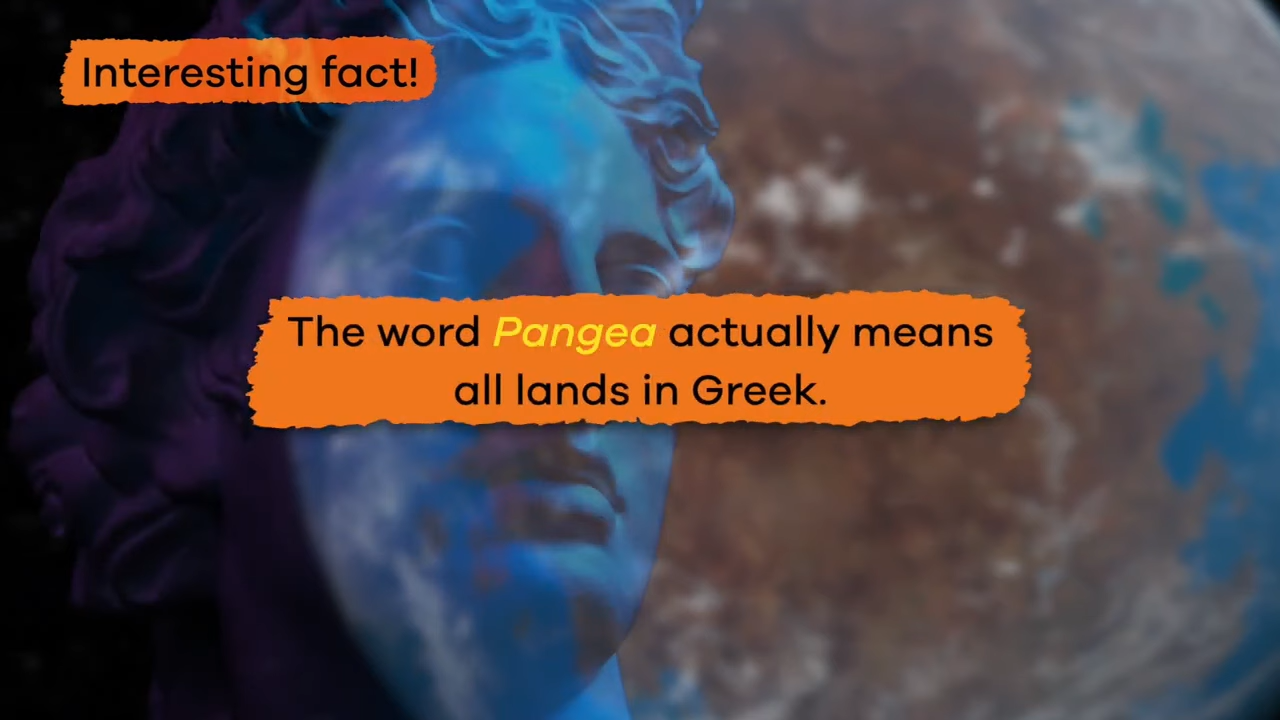 Interesting fact!
The word Pangea actually means
all lands in Greek.